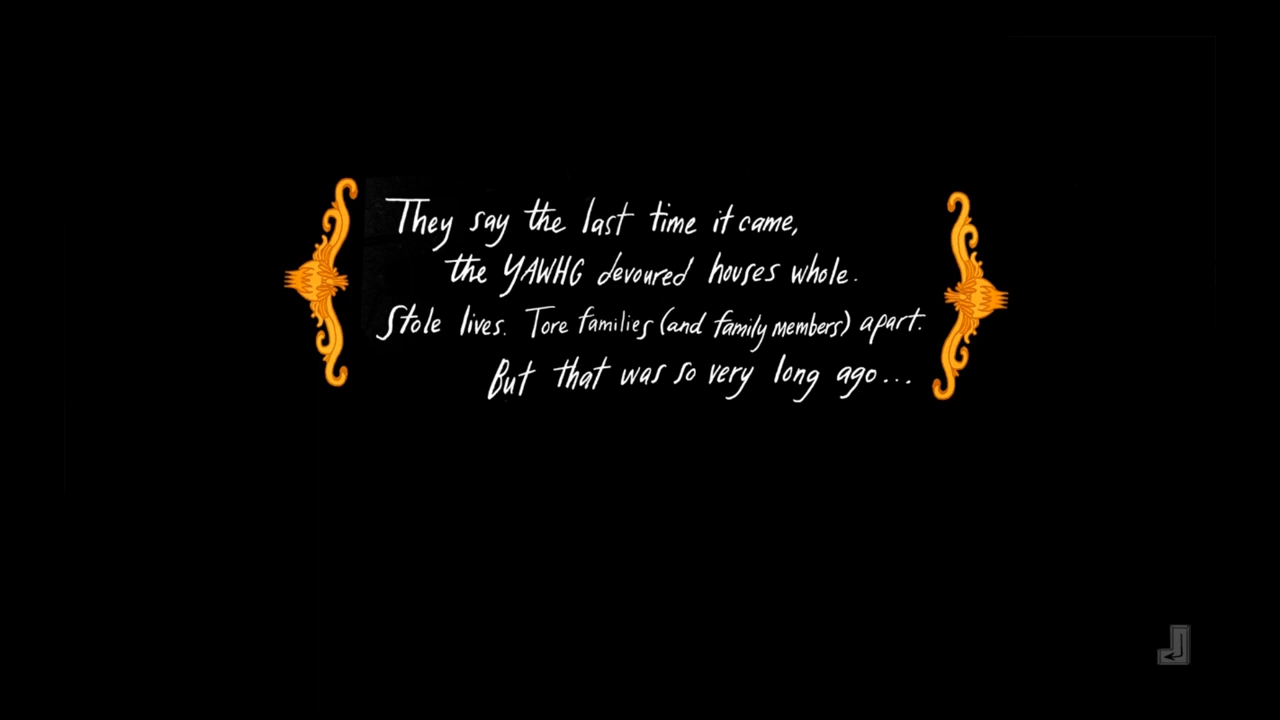 They say the last time it came,
the YAWHG devoured houses whole.
Stole lives. Tore families (and family members) apart.
But that was so very long ago...